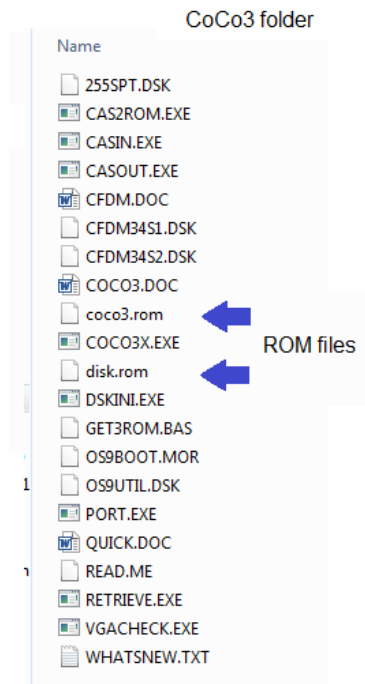 CoCo3 folder
Name
255SPT.DSK
CAS2ROM.EXE
CASIN.EXE
CASOUT.EXE
CFDM.DOC
CFDM34S1.DSK
CFDM34S2.DSK
COCO3.DOC
coco3.rom
COCO3X.EXE
ROM files
disk.rom
DSKINI.EXE
GET3ROM.BAS
OS9BOOT.MOR
OS9UTIL.DSK
1
PORT.EXE
QUICK.DOC
READ.ME
RETRIEVE.EXE
VGACHECK.EXE
WHATSNEW.TXT